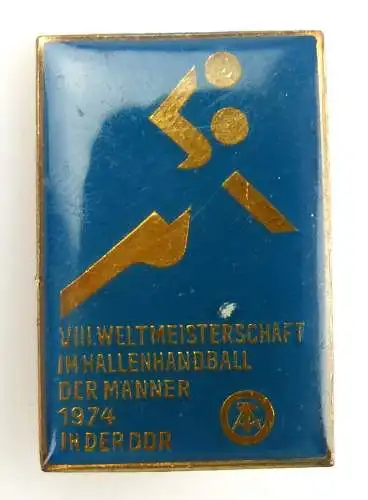 VIII. WELTMEISTERSCHAFT
IM HALLENHANDBALL
DER MÄNNER
1974
IN DER DDR